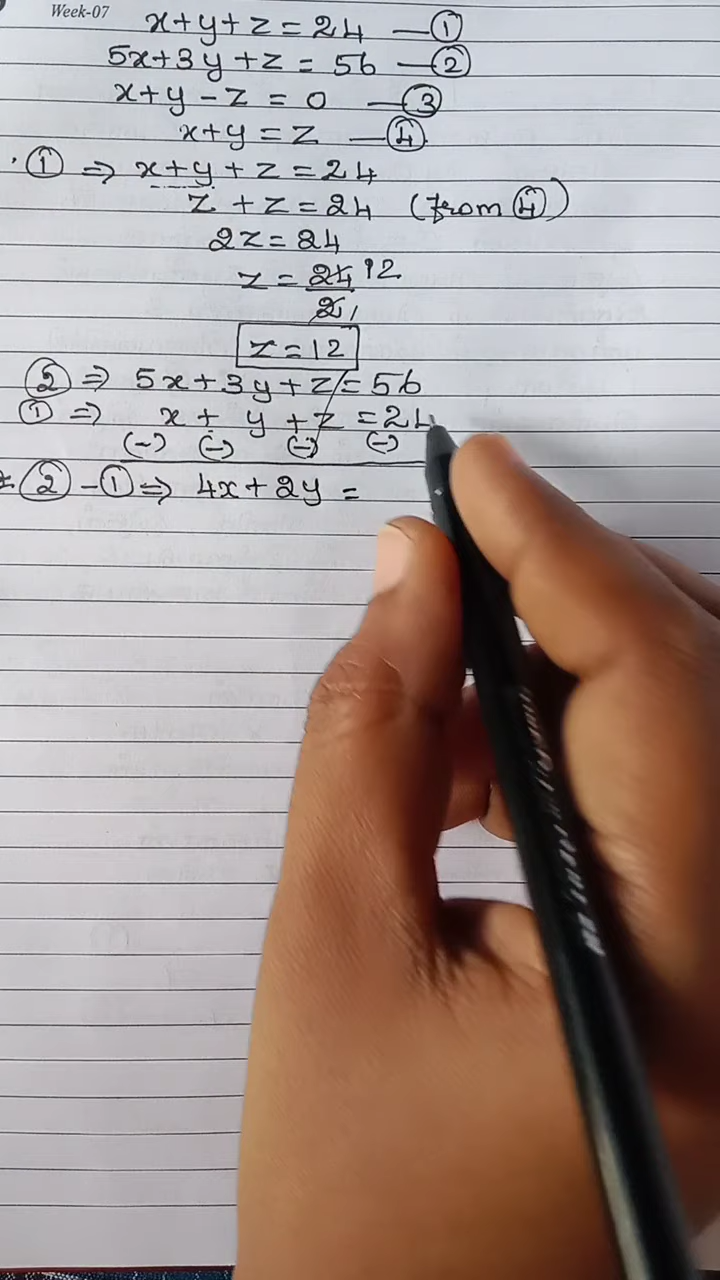 Week-07
x+y+z=24 —①
5x+3y+z=56 —②
x+y-z=0 —③
x+y=z —④
① ⇒ x+y+z=24
z+z=24 (from ④)
2z=24
z=24 12
2 1
z=12
② ⇒ 5x+3y+z=56
① ⇒ x+y+z=24
(-) (-) (-) (-)
②-① ⇒ 4x+2y=